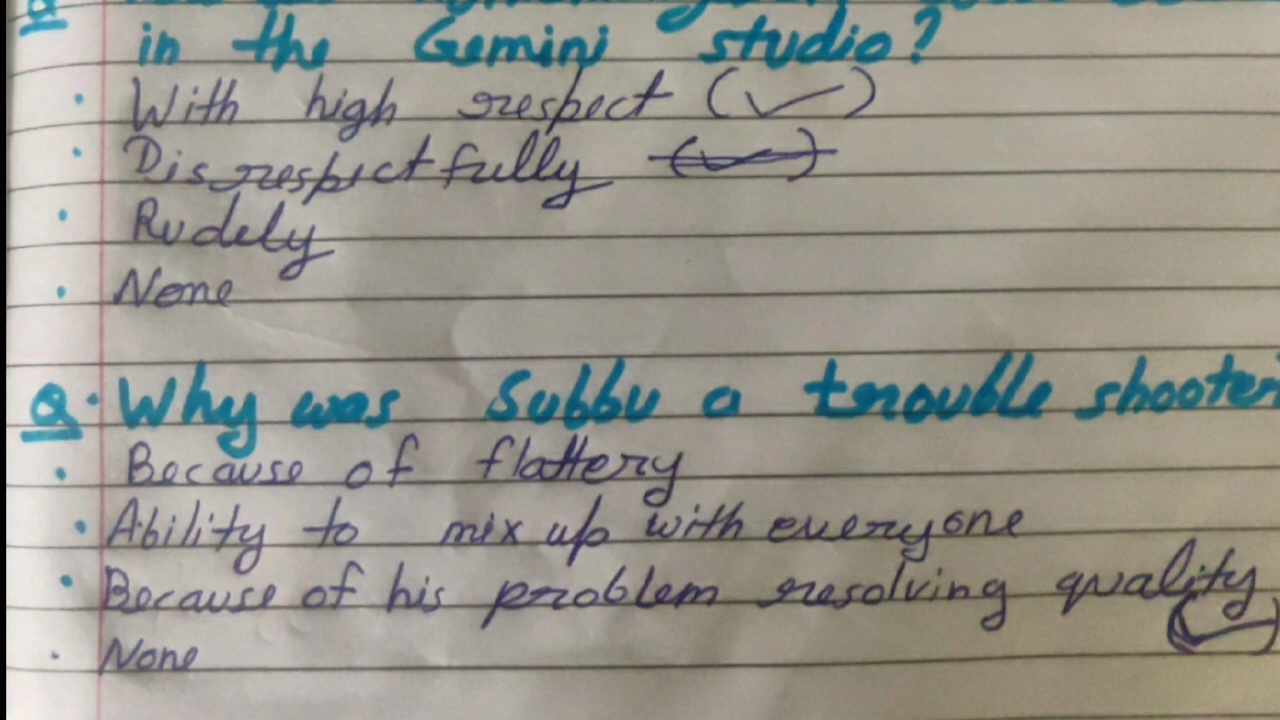 in the Gemini studio?
• With high respect (✓)
• Disrespectfully (✓)
• Rudely
• None
Q. Why was Subbu a trouble shooter
• Because of flattery
• Ability to mix up with everyone
• Because of his problem resolving quality
(✓)
• None